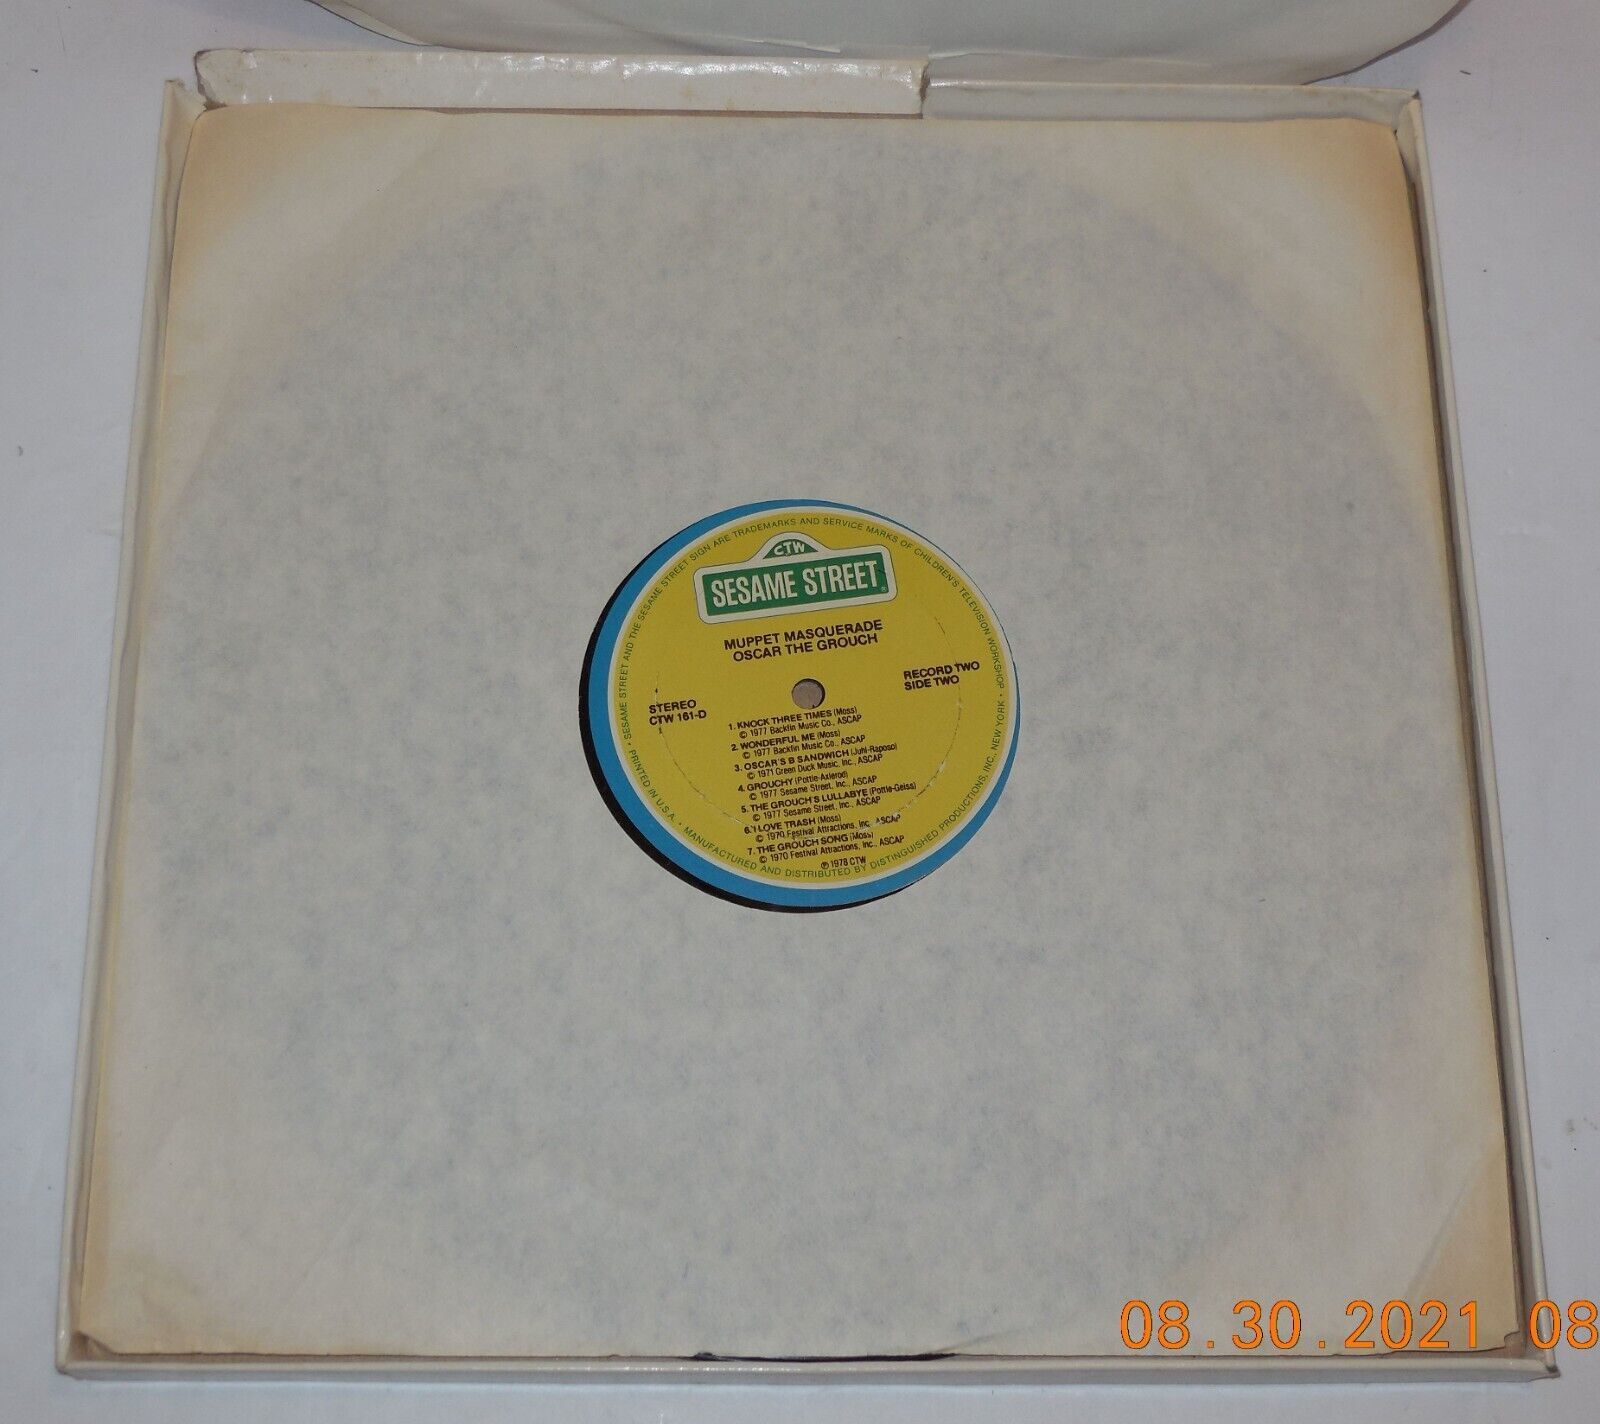 • SESAME STREET AND THE SESAME STREET SIGN ARE TRADEMARKS AND SERVICE MARKS OF CHILDREN'S TELEVISION WORKSHOP •
CTW
SESAME STREET
MUPPET MASQUERADE
OSCAR THE GROUCH
RECORD TWO
SIDE TWO
STEREO
CTW 161-D
1. KNOCK THREE TIMES (Moss)
© 1977 Backfin Music Co., ASCAP
2. WONDERFUL ME (Moss)
© 1977 Backfin Music Co., ASCAP
3. OSCAR'S B SANDWICH (Juhl-Raposo)
© 1971 Green Duck Music, Inc., ASCAP
4. GROUCHY (Pottle-Axlerod)
© 1977 Sesame Street, Inc., ASCAP
5. THE GROUCH'S LULLABYE (Pottle-Geiss)
© 1977 Sesame Street, Inc., ASCAP
6. I LOVE TRASH (Moss)
© 1970 Festival Attractions, Inc., ASCAP
7. THE GROUCH SONG (Moss)
© 1970 Festival Attractions, Inc., ASCAP
℗ 1978 CTW
PRINTED IN U.S.A. • MANUFACTURED AND DISTRIBUTED BY DISTINGUISHED PRODUCTIONS, INC., NEW YORK •
08.30.2021 08